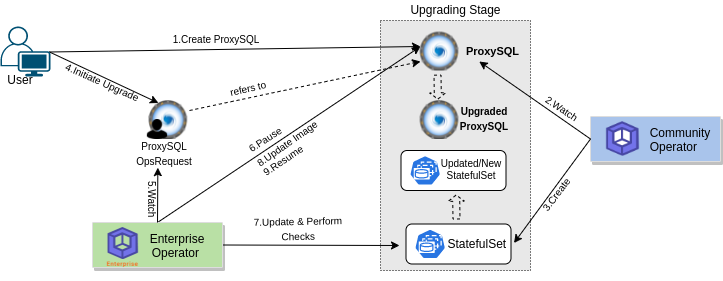 Upgrading Stage
1.Create ProxySQL
ProxySQL
User
4.Initiate Upgrade
refers to
2.Watch
Upgraded
ProxySQL
Community
Operator
ProxySQL
OpsRequest
6.Pause
8.Update Image
9.Resume
Updated/New
StatefulSet
5.Watch
3.Create
Enterprise
Operator
Enterprise
7.Update & Perform
Checks
StatefulSet